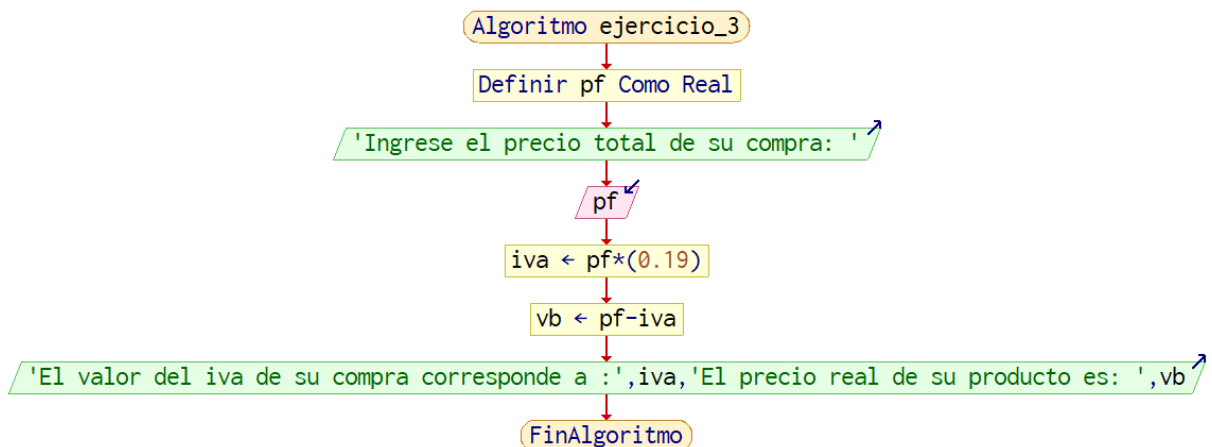 Algoritmo ejercicio_3
Definir pf Como Real
'Ingrese el precio total de su compra: '
pf
iva ← pf*(0.19)
vb ← pf-iva
'El valor del iva de su compra corresponde a :',iva,'El precio real de su producto es: ',vb
FinAlgoritmo